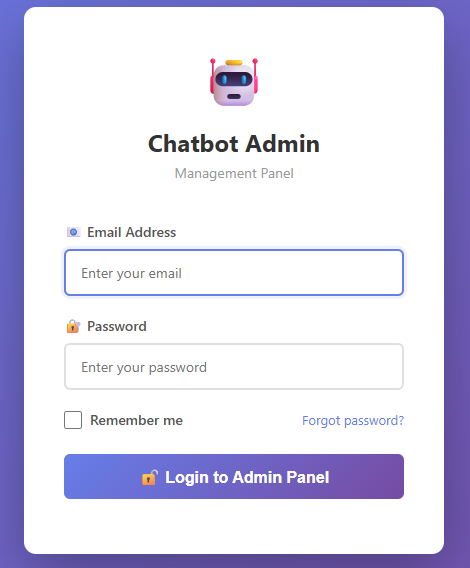 Chatbot Admin
Management Panel
Email Address
Enter your email
Password
Enter your password
Remember me
Forgot password?
Login to Admin Panel